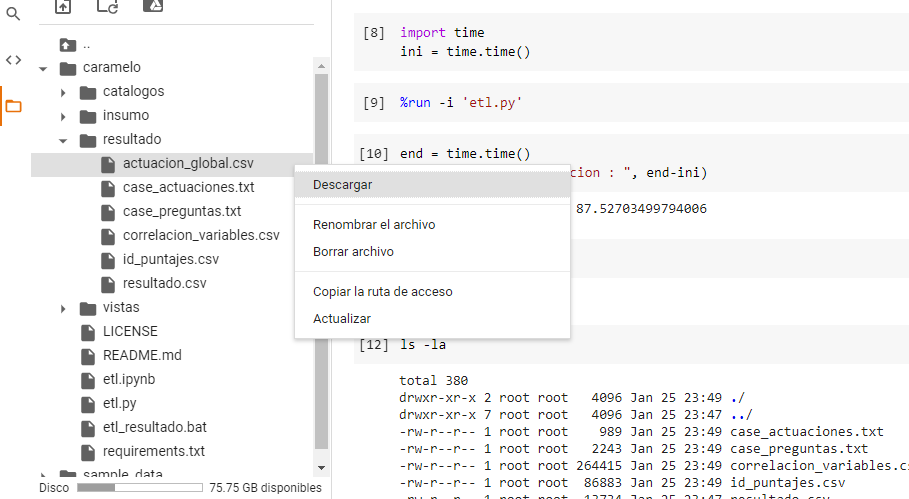 ..
caramelo
catalogos
insumo
resultado
actuacion_global.csv
case_actuaciones.txt
case_preguntas.txt
correlacion_variables.csv
id_puntajes.csv
resultado.csv
vistas
LICENSE
README.md
etl.ipynb
etl.py
etl_resultado.bat
requirements.txt
sample_data
Disco 75.75 GB disponibles
Descargar
Renombrar el archivo
Borrar archivo
Copiar la ruta de acceso
Actualizar
[8] import time
ini = time.time()
[9] %run -i 'etl.py'
[10] end = time.time()
cion : ", end-ini)
87.52703499794006
[12] ls -la
total 380
drwxr-xr-x 2 root root 4096 Jan 25 23:49 ./
drwxr-xr-x 7 root root 4096 Jan 25 23:47 ../
-rw-r--r-- 1 root root 989 Jan 25 23:49 case_actuaciones.txt
-rw-r--r-- 1 root root 2243 Jan 25 23:49 case_preguntas.txt
-rw-r--r-- 1 root root 264415 Jan 25 23:49 correlacion_variables.c
-rw-r--r-- 1 root root 86883 Jan 25 23:49 id_puntajes.csv
-rw-r--r-- 1 root root 13734 Jan 25 23:47 resultado.csv